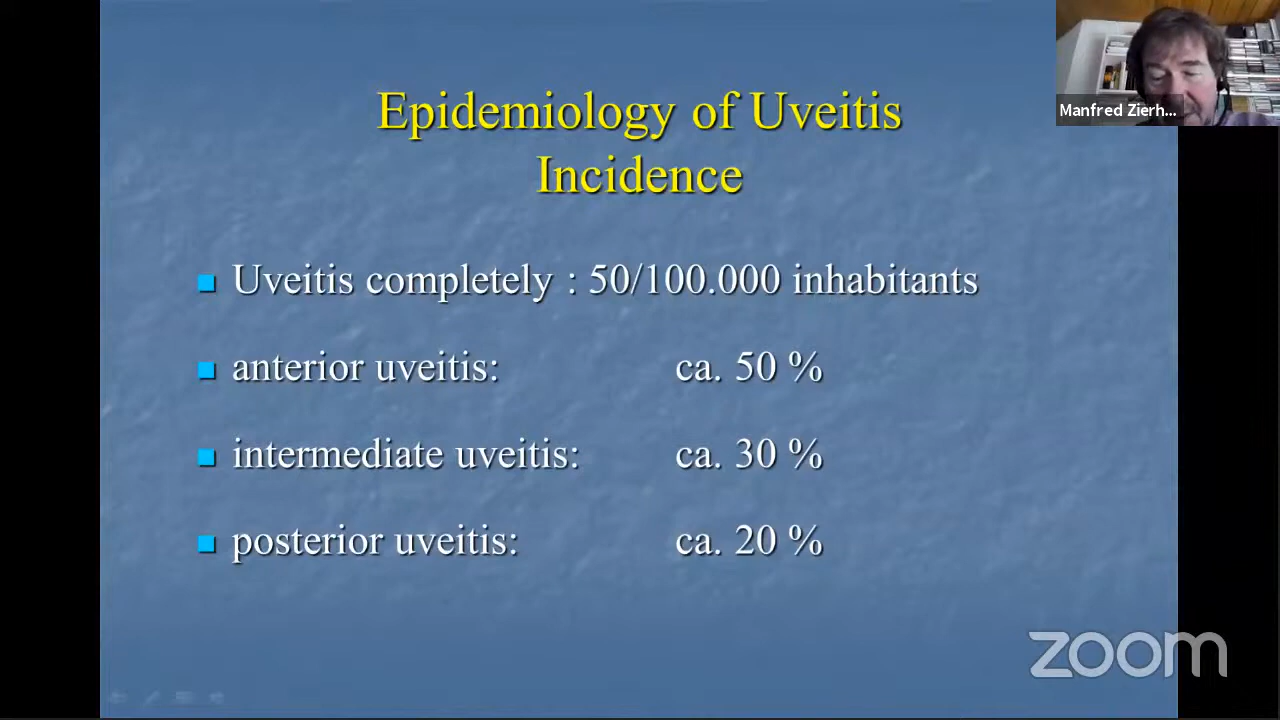 Epidemiology of Uveitis
Incidence
Uveitis completely : 50/100.000 inhabitants
anterior uveitis: ca. 50 %
intermediate uveitis: ca. 30 %
posterior uveitis: ca. 20 %
Manfred Zierh...
zoom